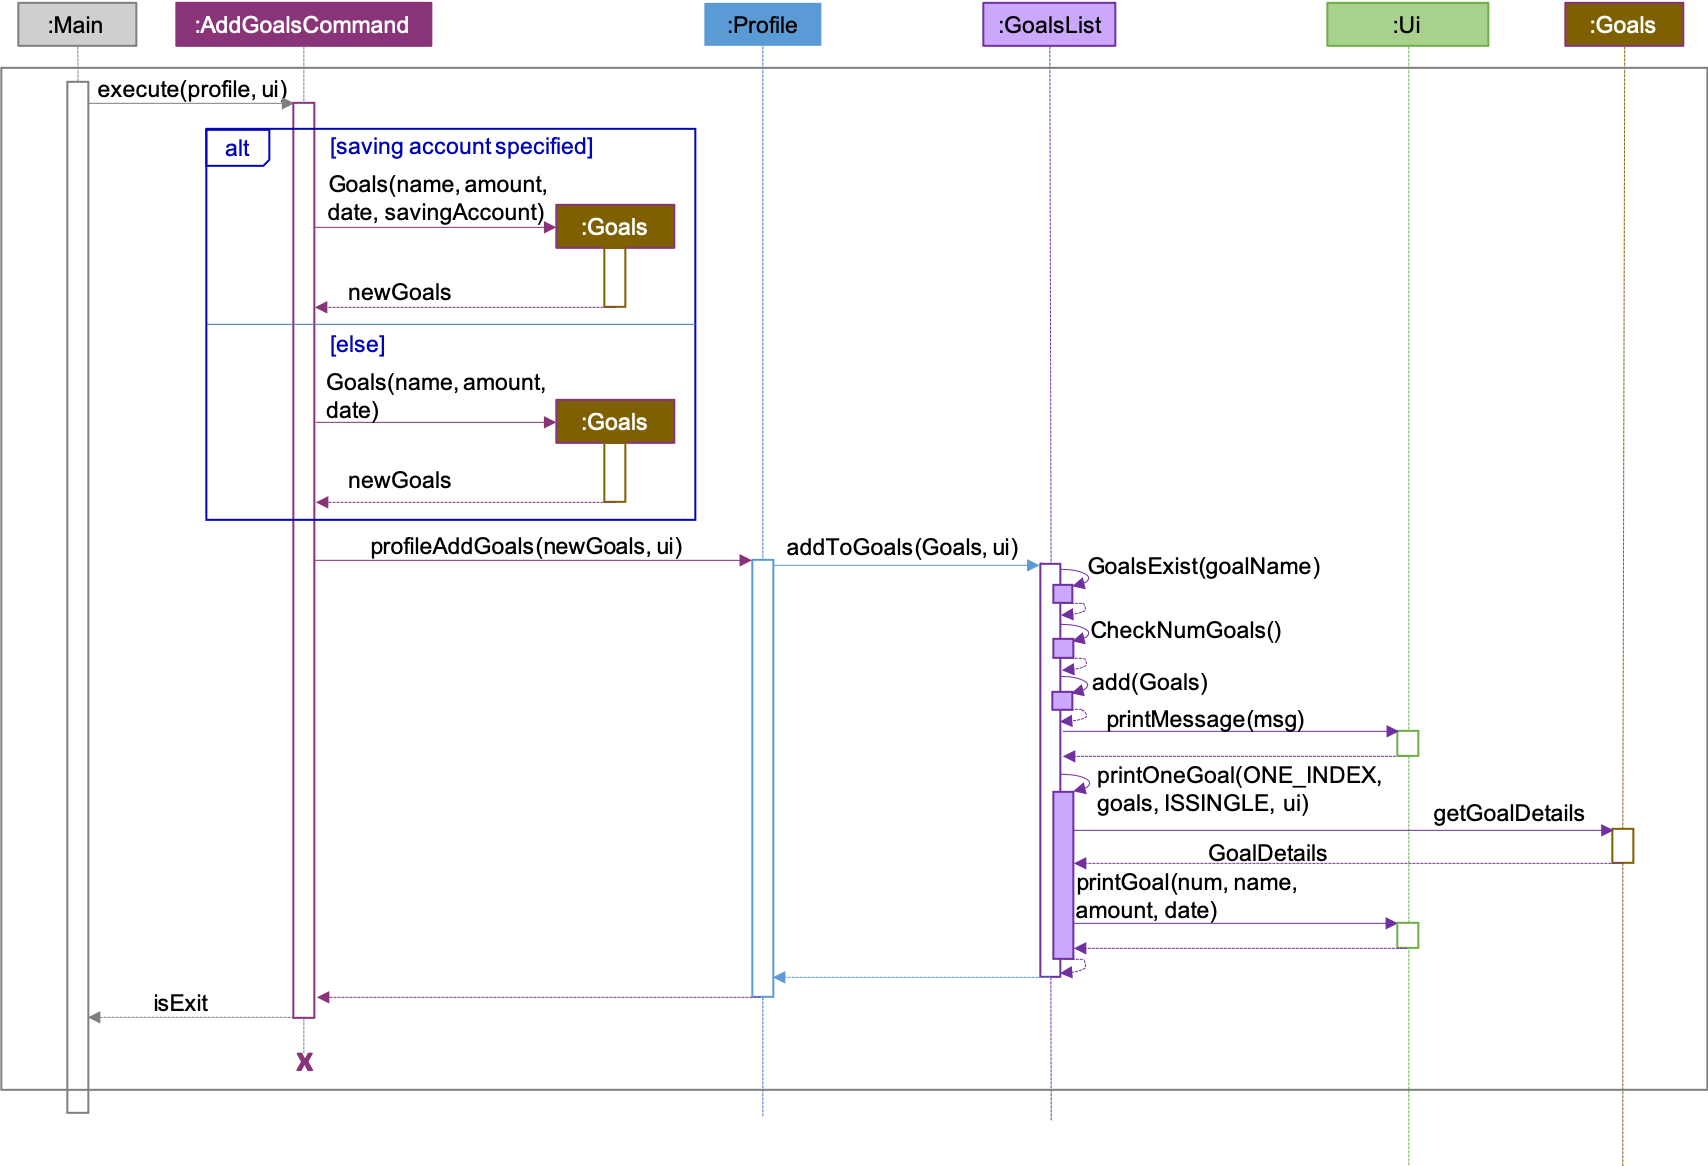 :Main
:AddGoalsCommand
:Profile
:GoalsList
:Ui
:Goals
execute(profile, ui)
alt
[saving account specified]
Goals(name, amount,
date, savingAccount)
:Goals
newGoals
[else]
Goals(name, amount,
date)
:Goals
newGoals
profileAddGoals(newGoals, ui)
addToGoals(Goals, ui)
GoalsExist(goalName)
CheckNumGoals()
add(Goals)
printMessage(msg)
printOneGoal(ONE_INDEX,
goals, ISSINGLE, ui)
getGoalDetails
GoalDetails
printGoal(num, name,
amount, date)
isExit
X